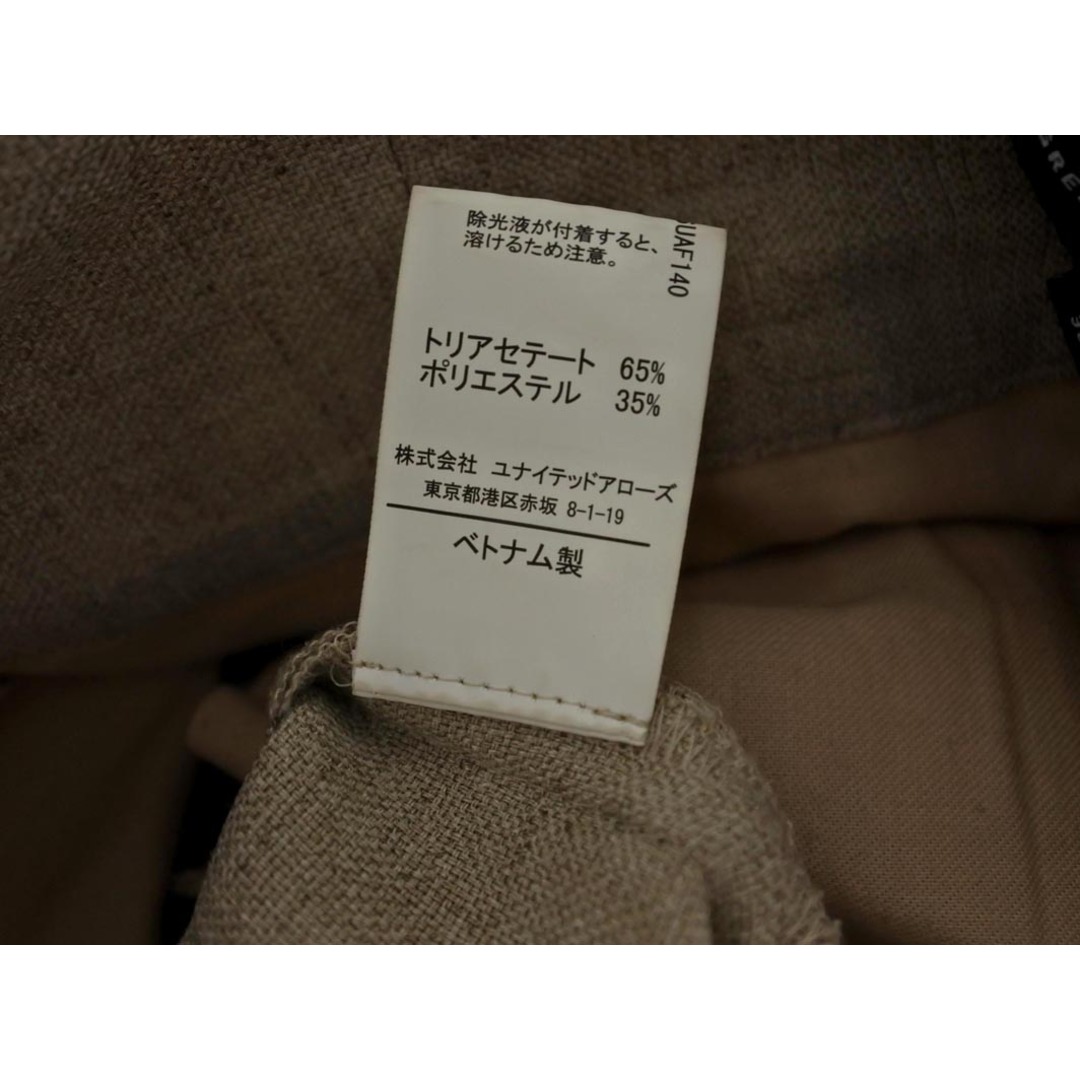 除光液が付着すると、
溶けるため注意。
UAF140
トリアセテート 65%
ポリエステル 35%
株式会社 ユナイテッドアローズ
東京都港区赤坂 8-1-19
ベトナム製